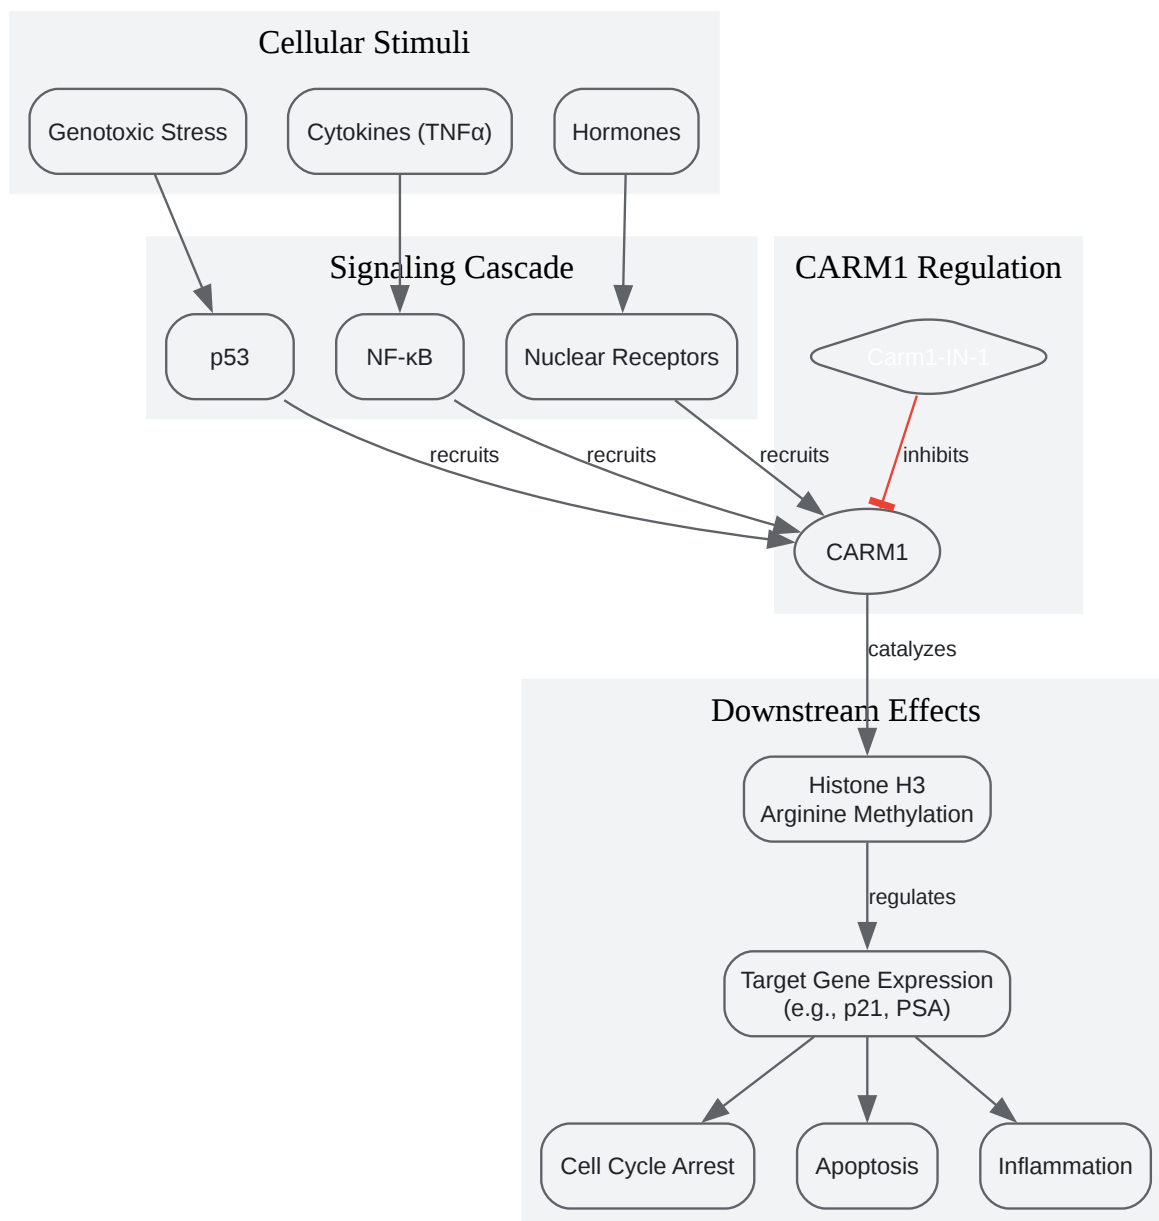 Cellular Stimuli
Genotoxic Stress
Cytokines (TNFα)
Hormones
Signaling Cascade
CARM1 Regulation
p53
NF-κB
Nuclear Receptors
Carm1-IN-1
recruits
recruits
recruits
inhibits
CARM1
catalyzes
Downstream Effects
Histone H3
Arginine Methylation
regulates
Target Gene Expression
(e.g., p21, PSA)
Cell Cycle Arrest
Apoptosis
Inflammation